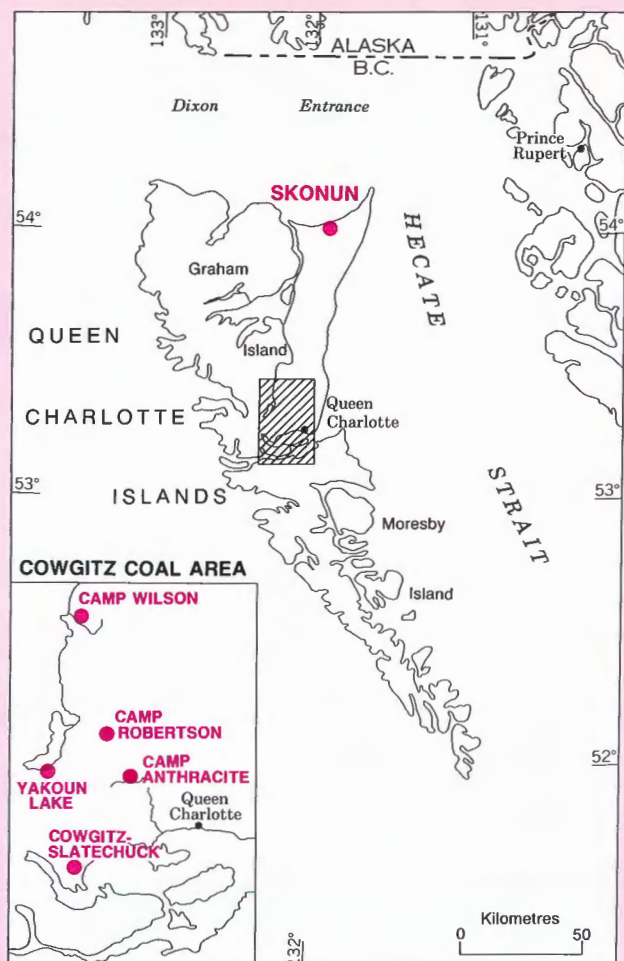 133°
132°
131°
ALASKA
B.C.
Dixon Entrance
Prince
Rupert
SKONUN
54°
54°
HECATE
Graham
QUEEN
Island
Queen
Charlotte
CHARLOTTE
STRAIT
53°
53°
ISLANDS
Moresby
COWGITZ COAL AREA
Island
CAMP WILSON
CAMP
ROBERTSON
52°
CAMP
ANTHRACITE
YAKOUN
LAKE
Queen
Charlotte
COWGITZ-
SLATECHUCK
Kilometres
0 50
132°